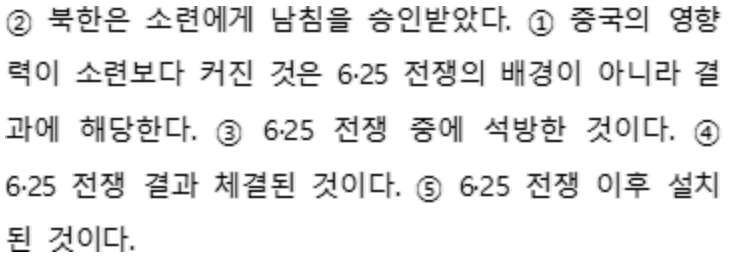 ② 북한은 소련에게 남침을 승인받았다. ① 중국의 영향
력이 소련보다 커진 것은 6·25 전쟁의 배경이 아니라 결
과에 해당한다. ③ 6·25 전쟁 중에 석방한 것이다. ④
6·25 전쟁 결과 체결된 것이다. ⑤ 6·25 전쟁 이후 설치
된 것이다.